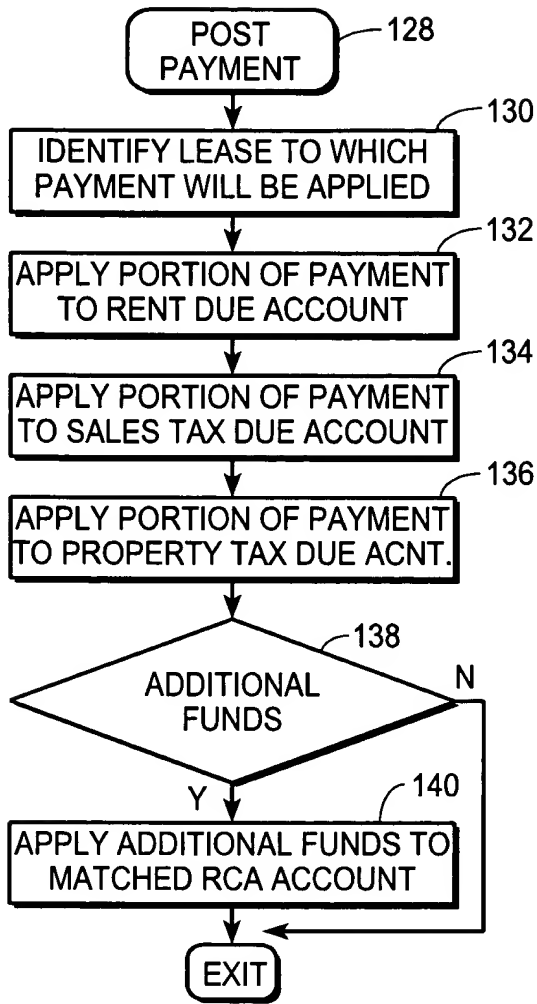 POST
PAYMENT
128
130
IDENTIFY LEASE TO WHICH
PAYMENT WILL BE APPLIED
132
APPLY PORTION OF PAYMENT
TO RENT DUE ACCOUNT
134
APPLY PORTION OF PAYMENT
TO SALES TAX DUE ACCOUNT
136
APPLY PORTION OF PAYMENT
TO PROPERTY TAX DUE ACNT.
138
ADDITIONAL
FUNDS
N
Y
140
APPLY ADDITIONAL FUNDS TO
MATCHED RCA ACCOUNT
EXIT